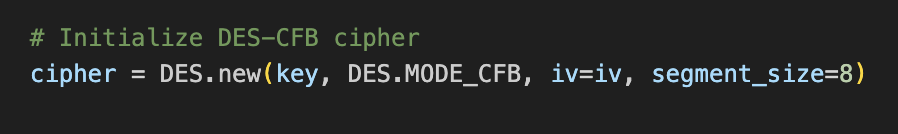 # Initialize DES-CFB cipher
cipher = DES.new(key, DES.MODE_CFB, iv=iv, segment_size=8)